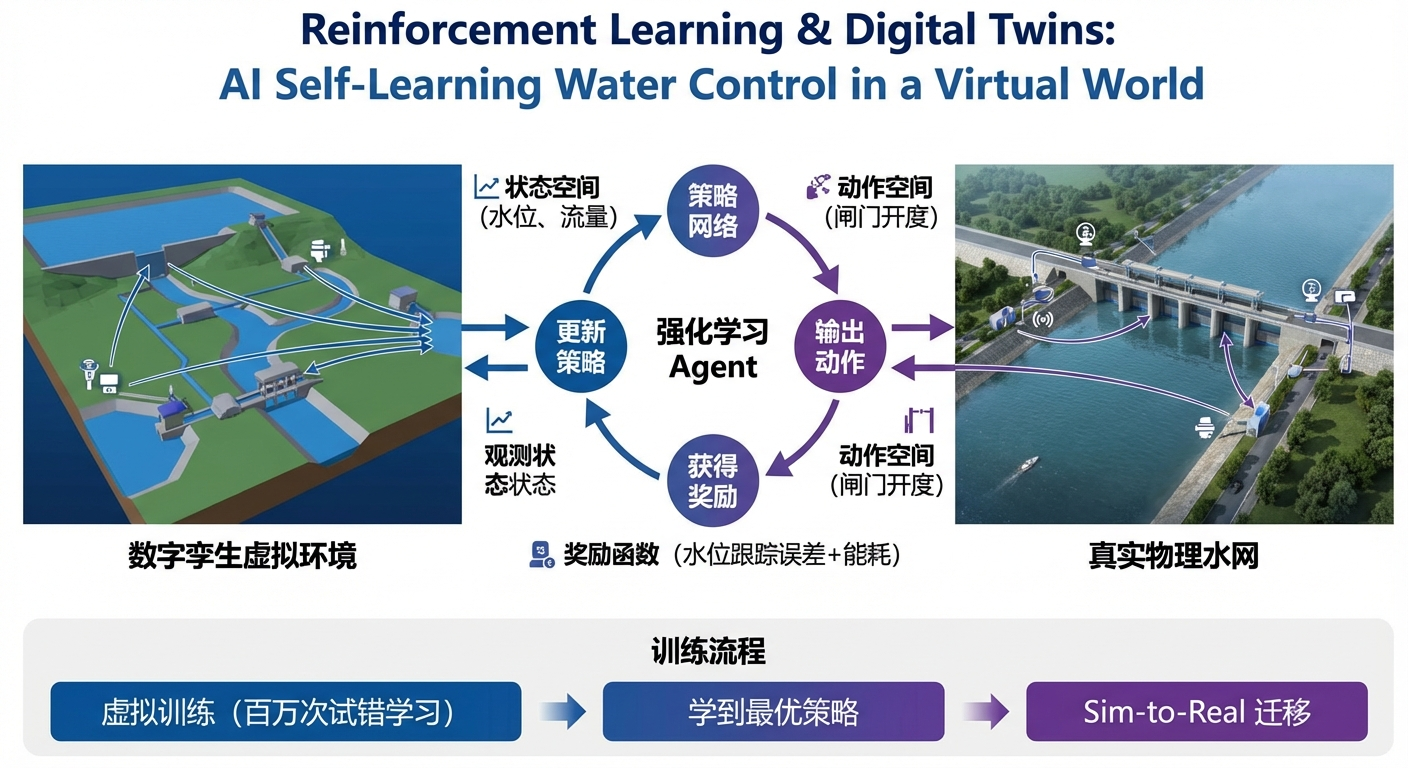 Reinforcement Learning & Digital Twins:
AI Self-Learning Water Control in a Virtual World
状态空间
（水位、流量）
策略
网络
动作空间
（闸门开度）
更新
策略
强化学习
Agent
输出
动作
观测状
态状态
获得
奖励
动作空间
（闸门开度）
数字孪生虚拟环境
奖励函数（水位跟踪误差+能耗）
真实物理水网
训练流程
虚拟训练（百万次试错学习）
学到最优策略
Sim-to-Real 迁移